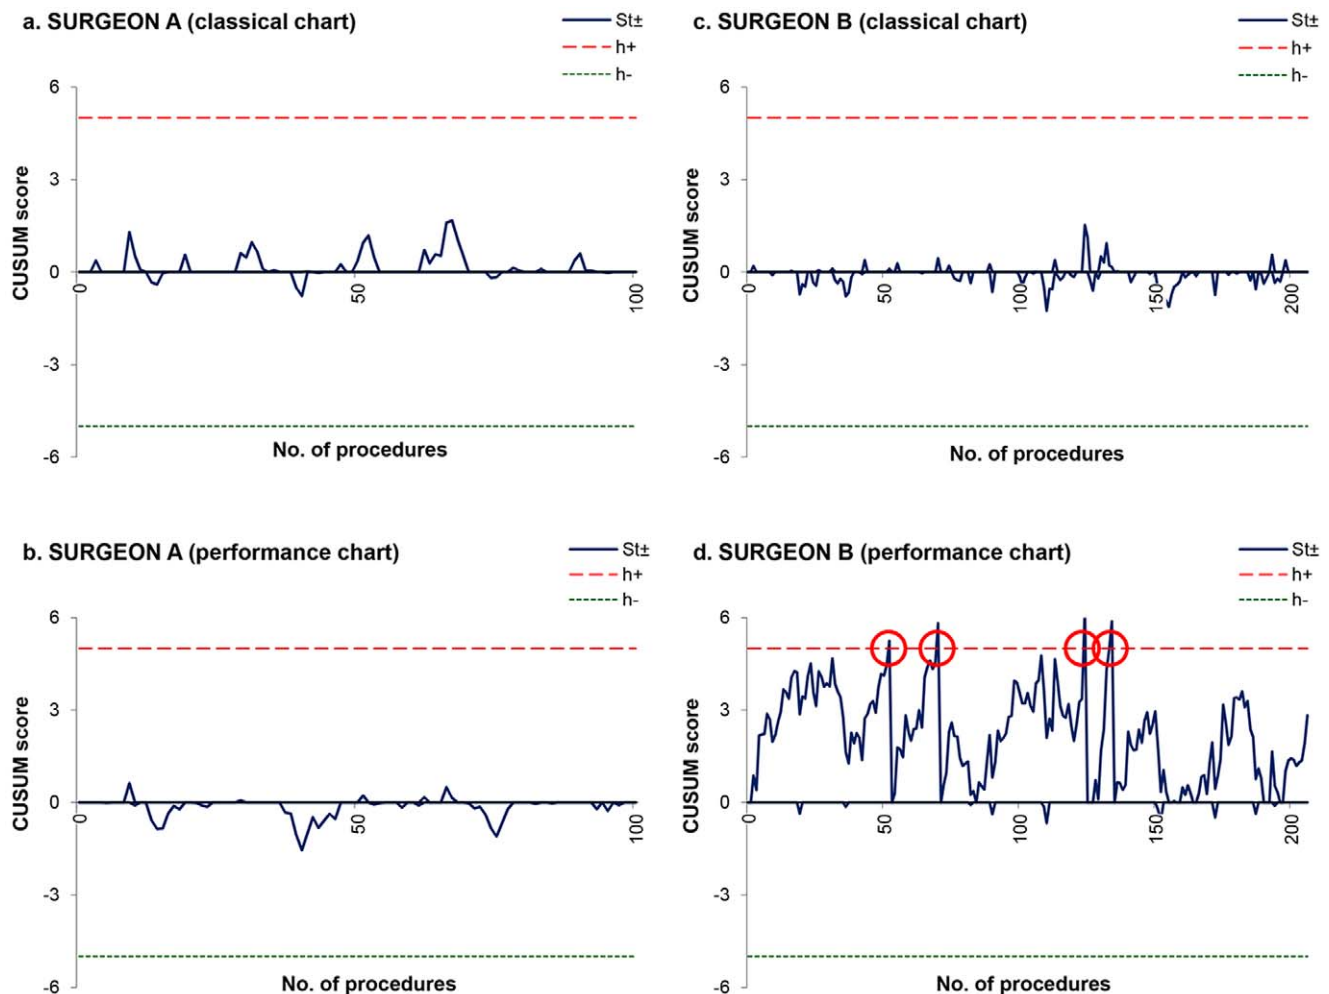 a. SURGEON A (classical chart)
St±
h+
h-
6
3
0
-3
-6
CUSUM score
0
50
100
No. of procedures
c. SURGEON B (classical chart)
St±
h+
h-
6
3
0
-3
-6
CUSUM score
0
50
100
150
200
No. of procedures
b. SURGEON A (performance chart)
St±
h+
h-
6
3
0
-3
-6
CUSUM score
0
50
100
No. of procedures
d. SURGEON B (performance chart)
St±
h+
h-
6
3
0
-3
-6
CUSUM score
0
50
100
150
200
No. of procedures